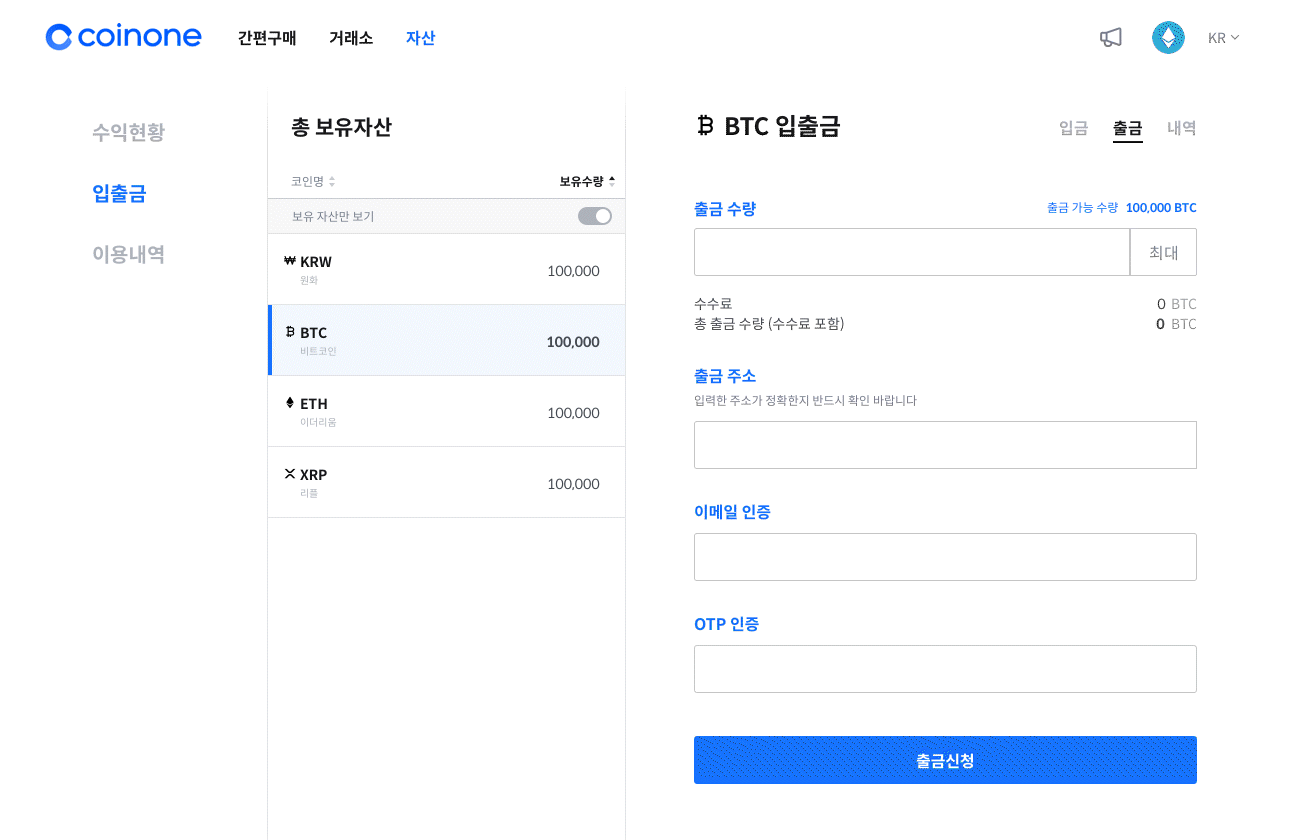 coinone 간편구매 거래소 자산 KR
수익현황
입출금
이용내역
총 보유자산
코인명 보유수량
보유 자산만 보기
₩ KRW 100,000
원화
BTC 100,000
비트코인
ETH 100,000
이더리움
XRP 100,000
리플
BTC 입출금 입금 출금 내역
출금 수량 출금 가능 수량 100,000 BTC
최대
수수료 0 BTC
총 출금 수량 (수수료 포함) 0 BTC
출금 주소
입력한 주소가 정확한지 반드시 확인 바랍니다
이메일 인증
OTP 인증
출금신청